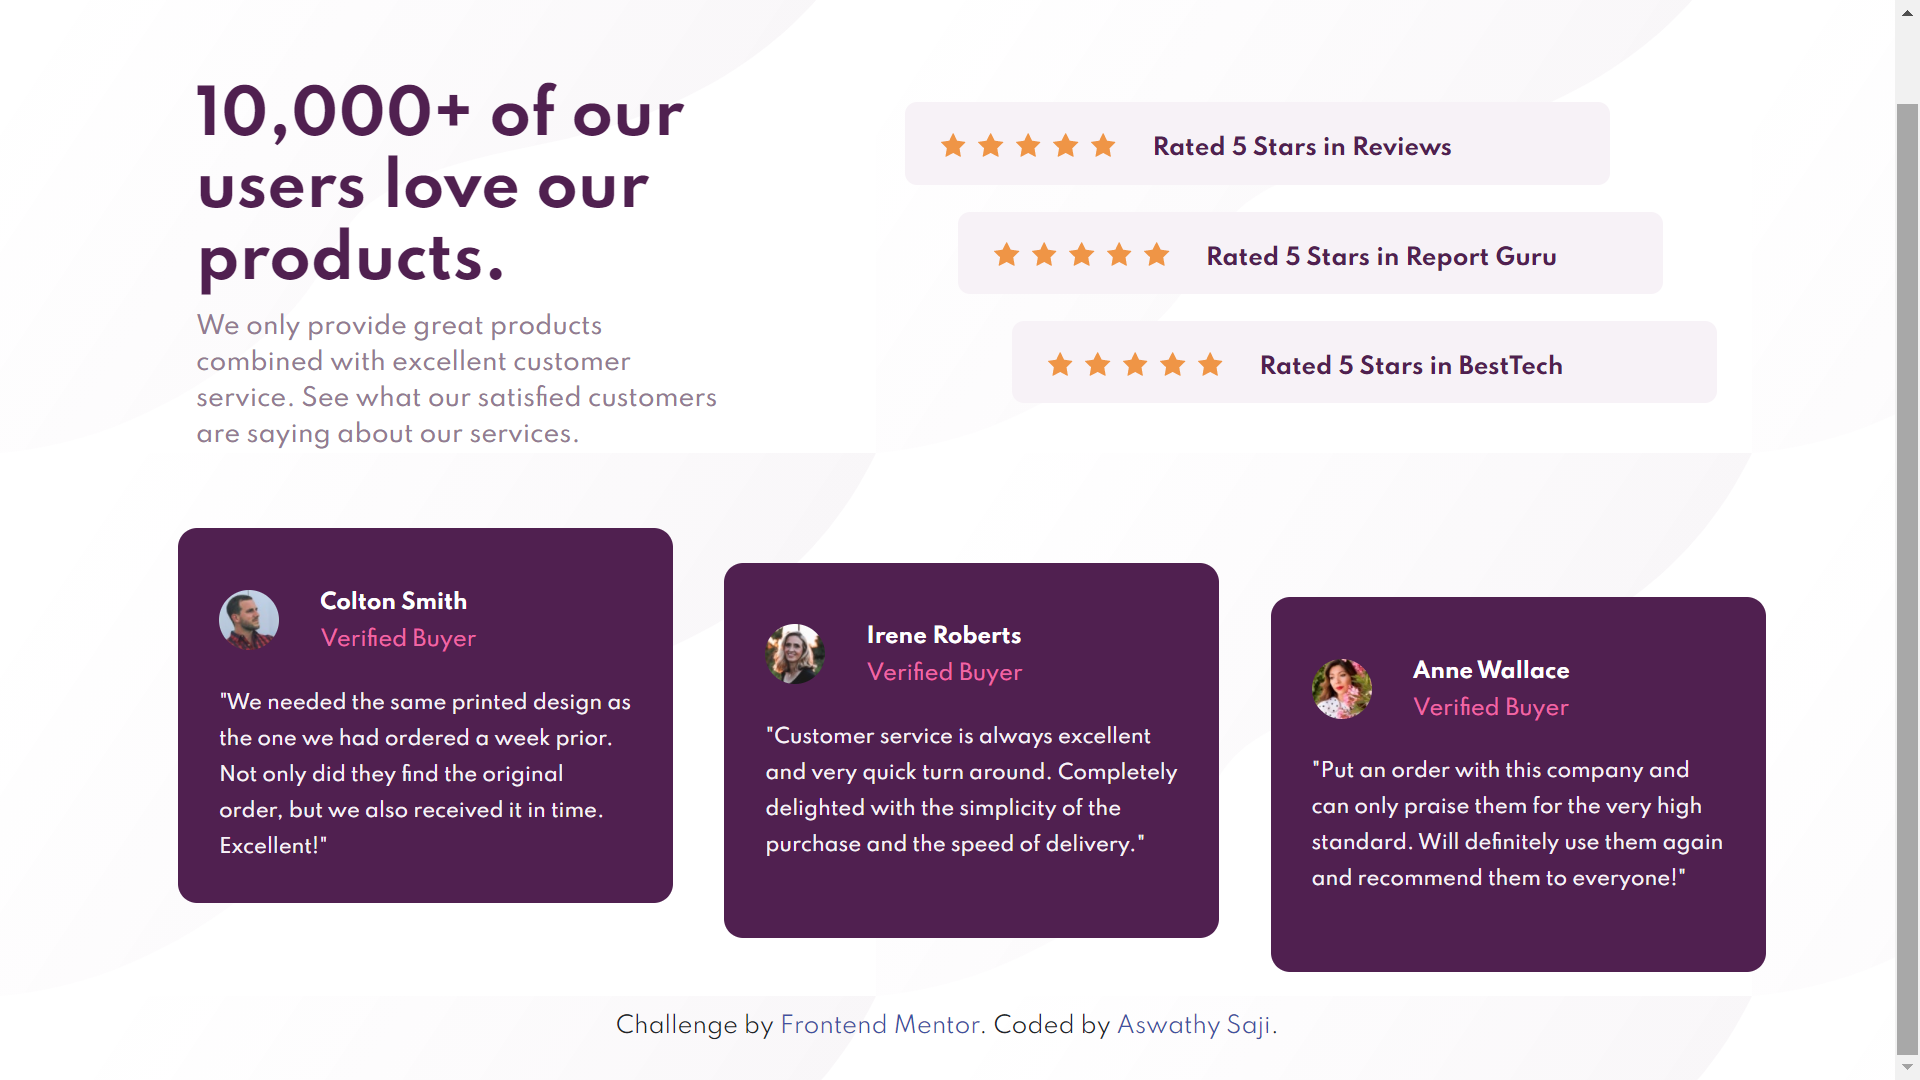 10,000+ of our
users love our
products.
We only provide great products
combined with excellent customer
service. See what our satisfied customers
are saying about our services.
Rated 5 Stars in Reviews
Rated 5 Stars in Report Guru
Rated 5 Stars in BestTech
Colton Smith
Verified Buyer
"We needed the same printed design as
the one we had ordered a week prior.
Not only did they find the original
order, but we also received it in time.
Excellent!"
Irene Roberts
Verified Buyer
"Customer service is always excellent
and very quick turn around. Completely
delighted with the simplicity of the
purchase and the speed of delivery."
Anne Wallace
Verified Buyer
"Put an order with this company and
can only praise them for the very high
standard. Will definitely use them again
and recommend them to everyone!"
Challenge by Frontend Mentor. Coded by Aswathy Saji.